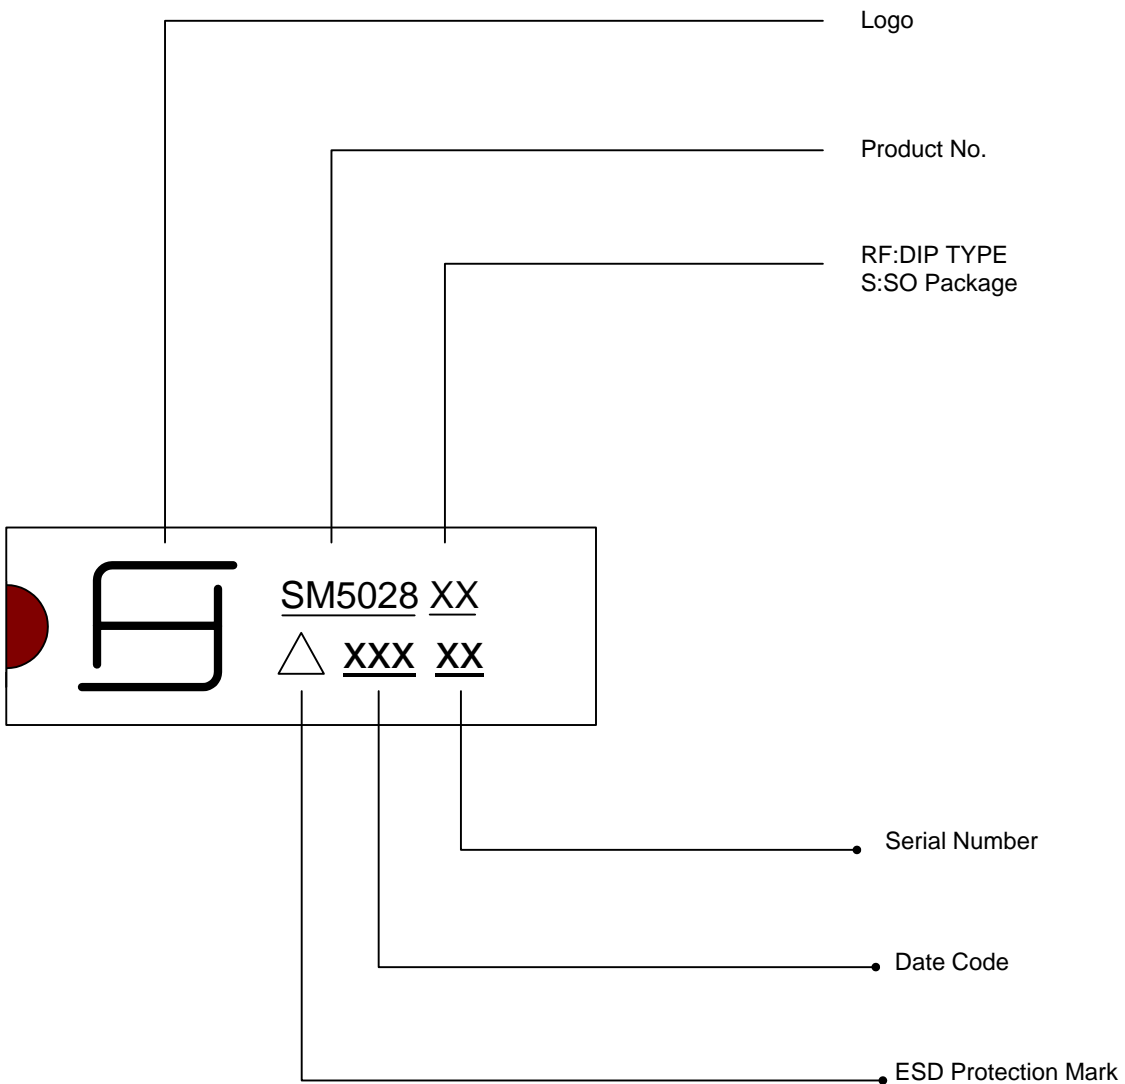 Logo
Product No.
RF:DIP TYPE
S:SO Package
SM5028 XX
XXX XX
Serial Number
Date Code
ESD Protection Mark